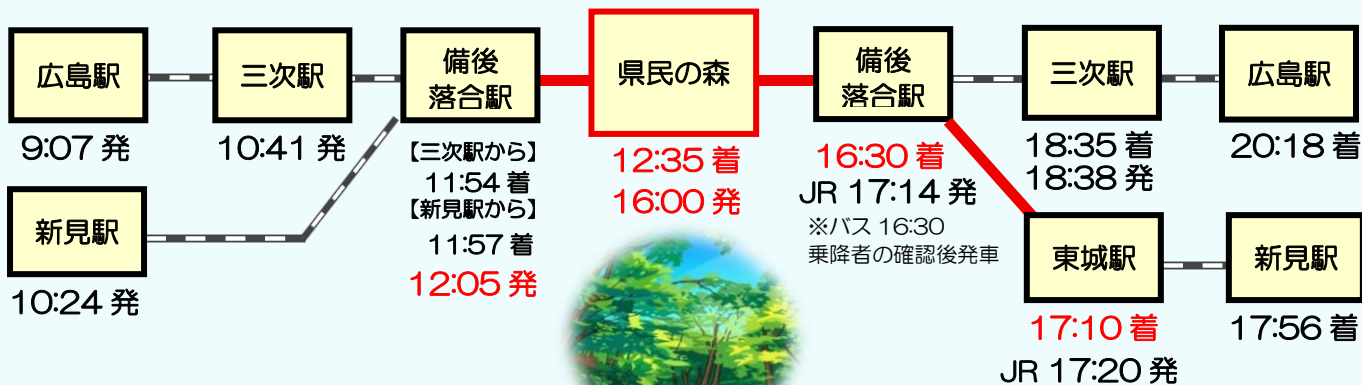 広島駅
9:07 発
三次駅
10:41 発
新見駅
10:24 発
備後
落合駅
【三次駅から】
11:54 着
【新見駅から】
11:57 着
12:05 発
県民の森
12:35 着
16:00 発
備後
落合駅
16:30 着
JR 17:14 発
※バス 16:30
乗降者の確認後発車
三次駅
18:35 着
18:38 発
広島駅
20:18 着
東城駅
17:10 着
JR 17:20 発
新見駅
17:56 着